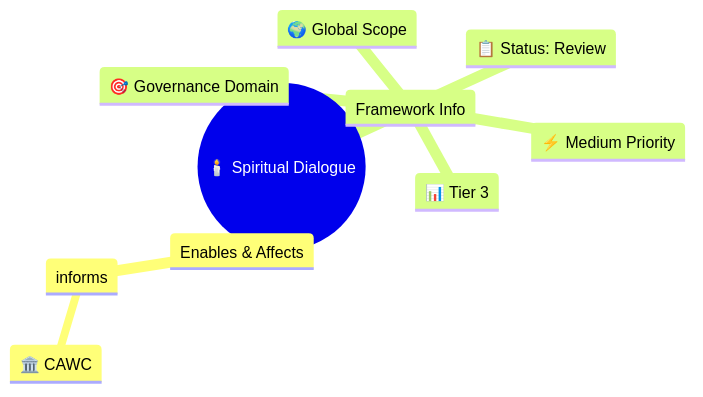 🌍 Global Scope
📋 Status: Review
🎯 Governance Domain
Framework Info
⚡ Medium Priority
🕯️ Spiritual Dialogue
📊 Tier 3
Enables & Affects
informs
🏛️ CAWC